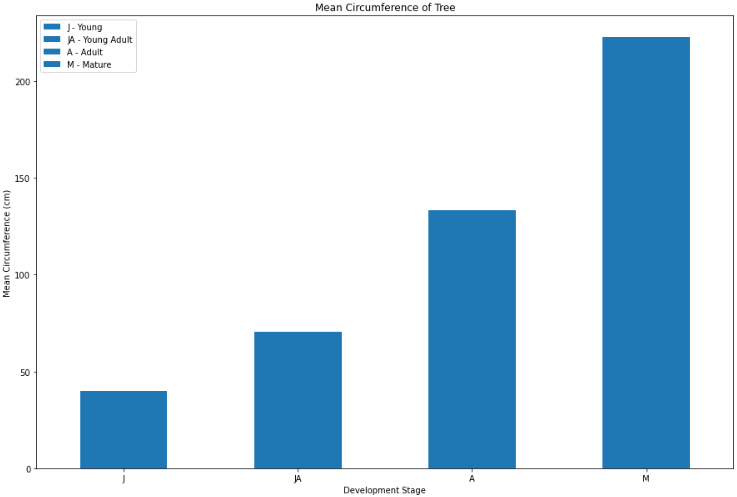 Mean Circumference of Tree
J - Young
JA - Young Adult
A - Adult
M - Mature
200
150
100
50
0
Mean Circumference (cm)
J JA A M
Development Stage